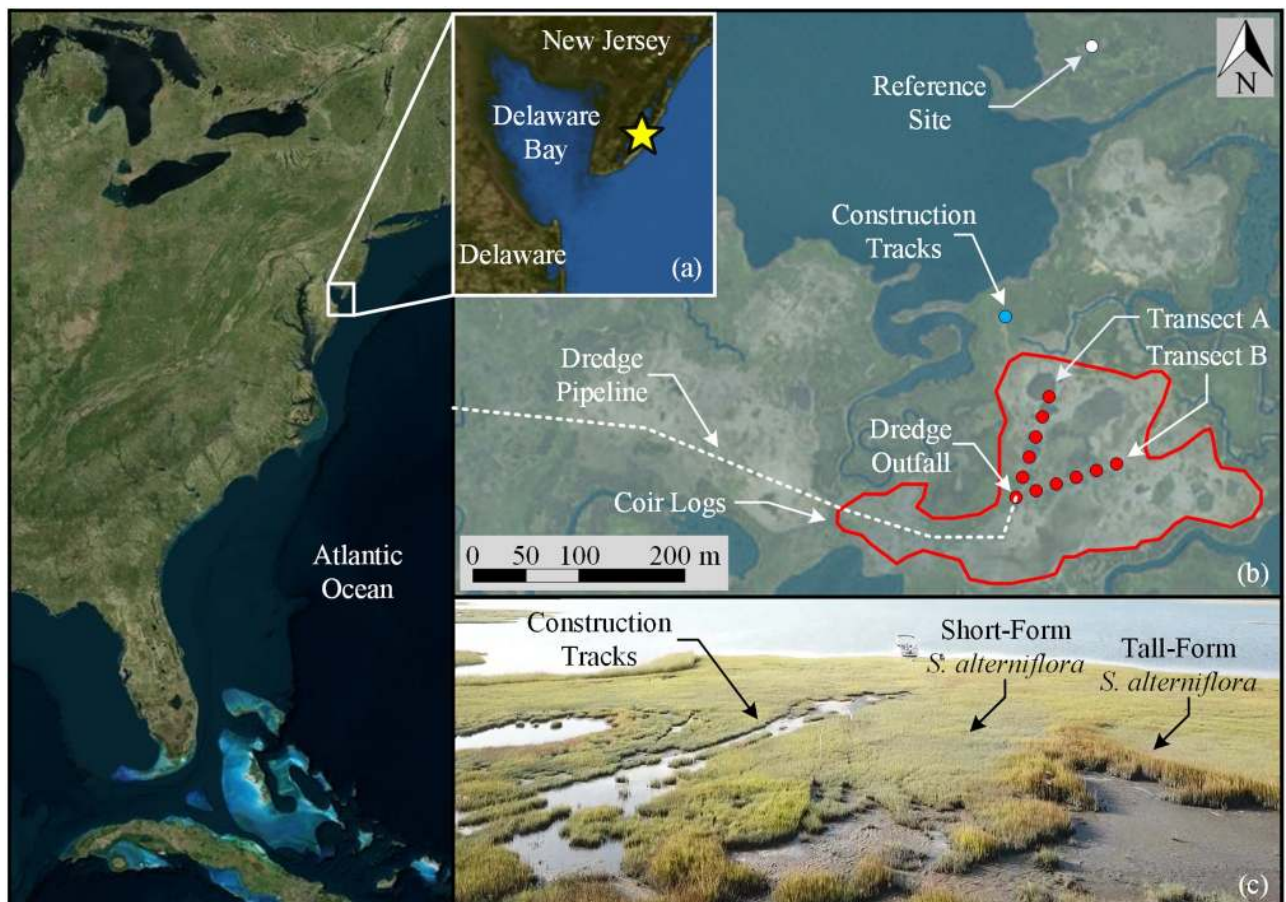 Atlantic
Ocean
New Jersey
Delaware
Bay
Delaware
(a)
Reference
Site
N
Construction
Tracks
Transect A
Transect B
Dredge
Pipeline
Dredge
Outfall
Coir Logs
0 50 100 200 m
(b)
Construction
Tracks
Short-Form
S. alterniflora
Tall-Form
S. alterniflora
(c)